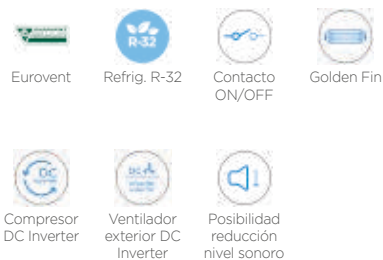 R-32
Eurovent
Refrig. R-32
Contacto
ON/OFF
Golden Fin
DC
DC
Compresor
DC Inverter
Ventilador
exterior DC
Inverter
Posibilidad
reducción
nivel sonoro